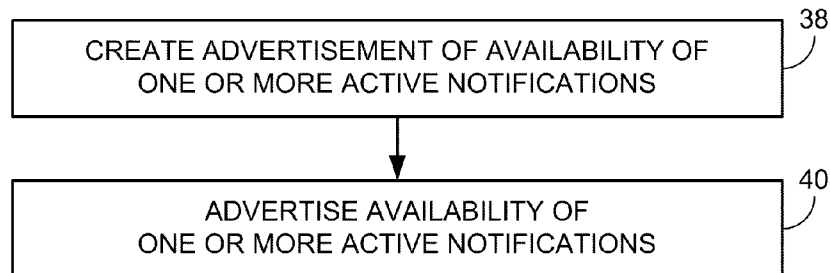 38
CREATE ADVERTISEMENT OF AVAILABILITY OF
ONE OR MORE ACTIVE NOTIFICATIONS
40
ADVERTISE AVAILABILITY OF
ONE OR MORE ACTIVE NOTIFICATIONS